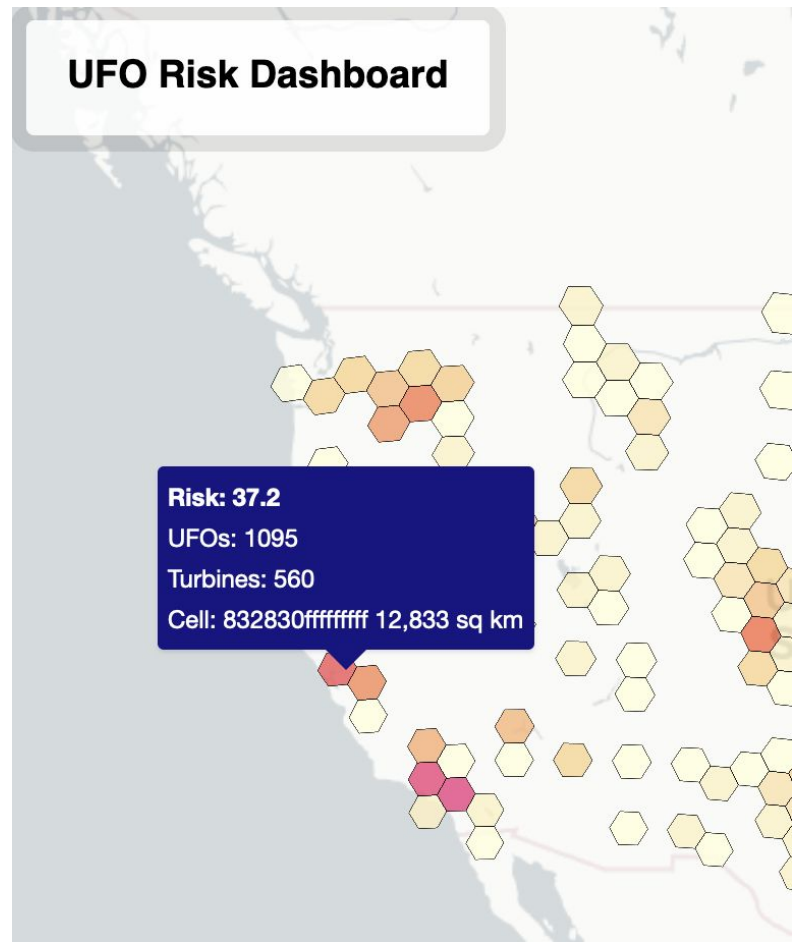 UFO Risk Dashboard
Risk: 37.2
UFOs: 1095
Turbines: 560
Cell: 832830fffffffff 12,833 sq km